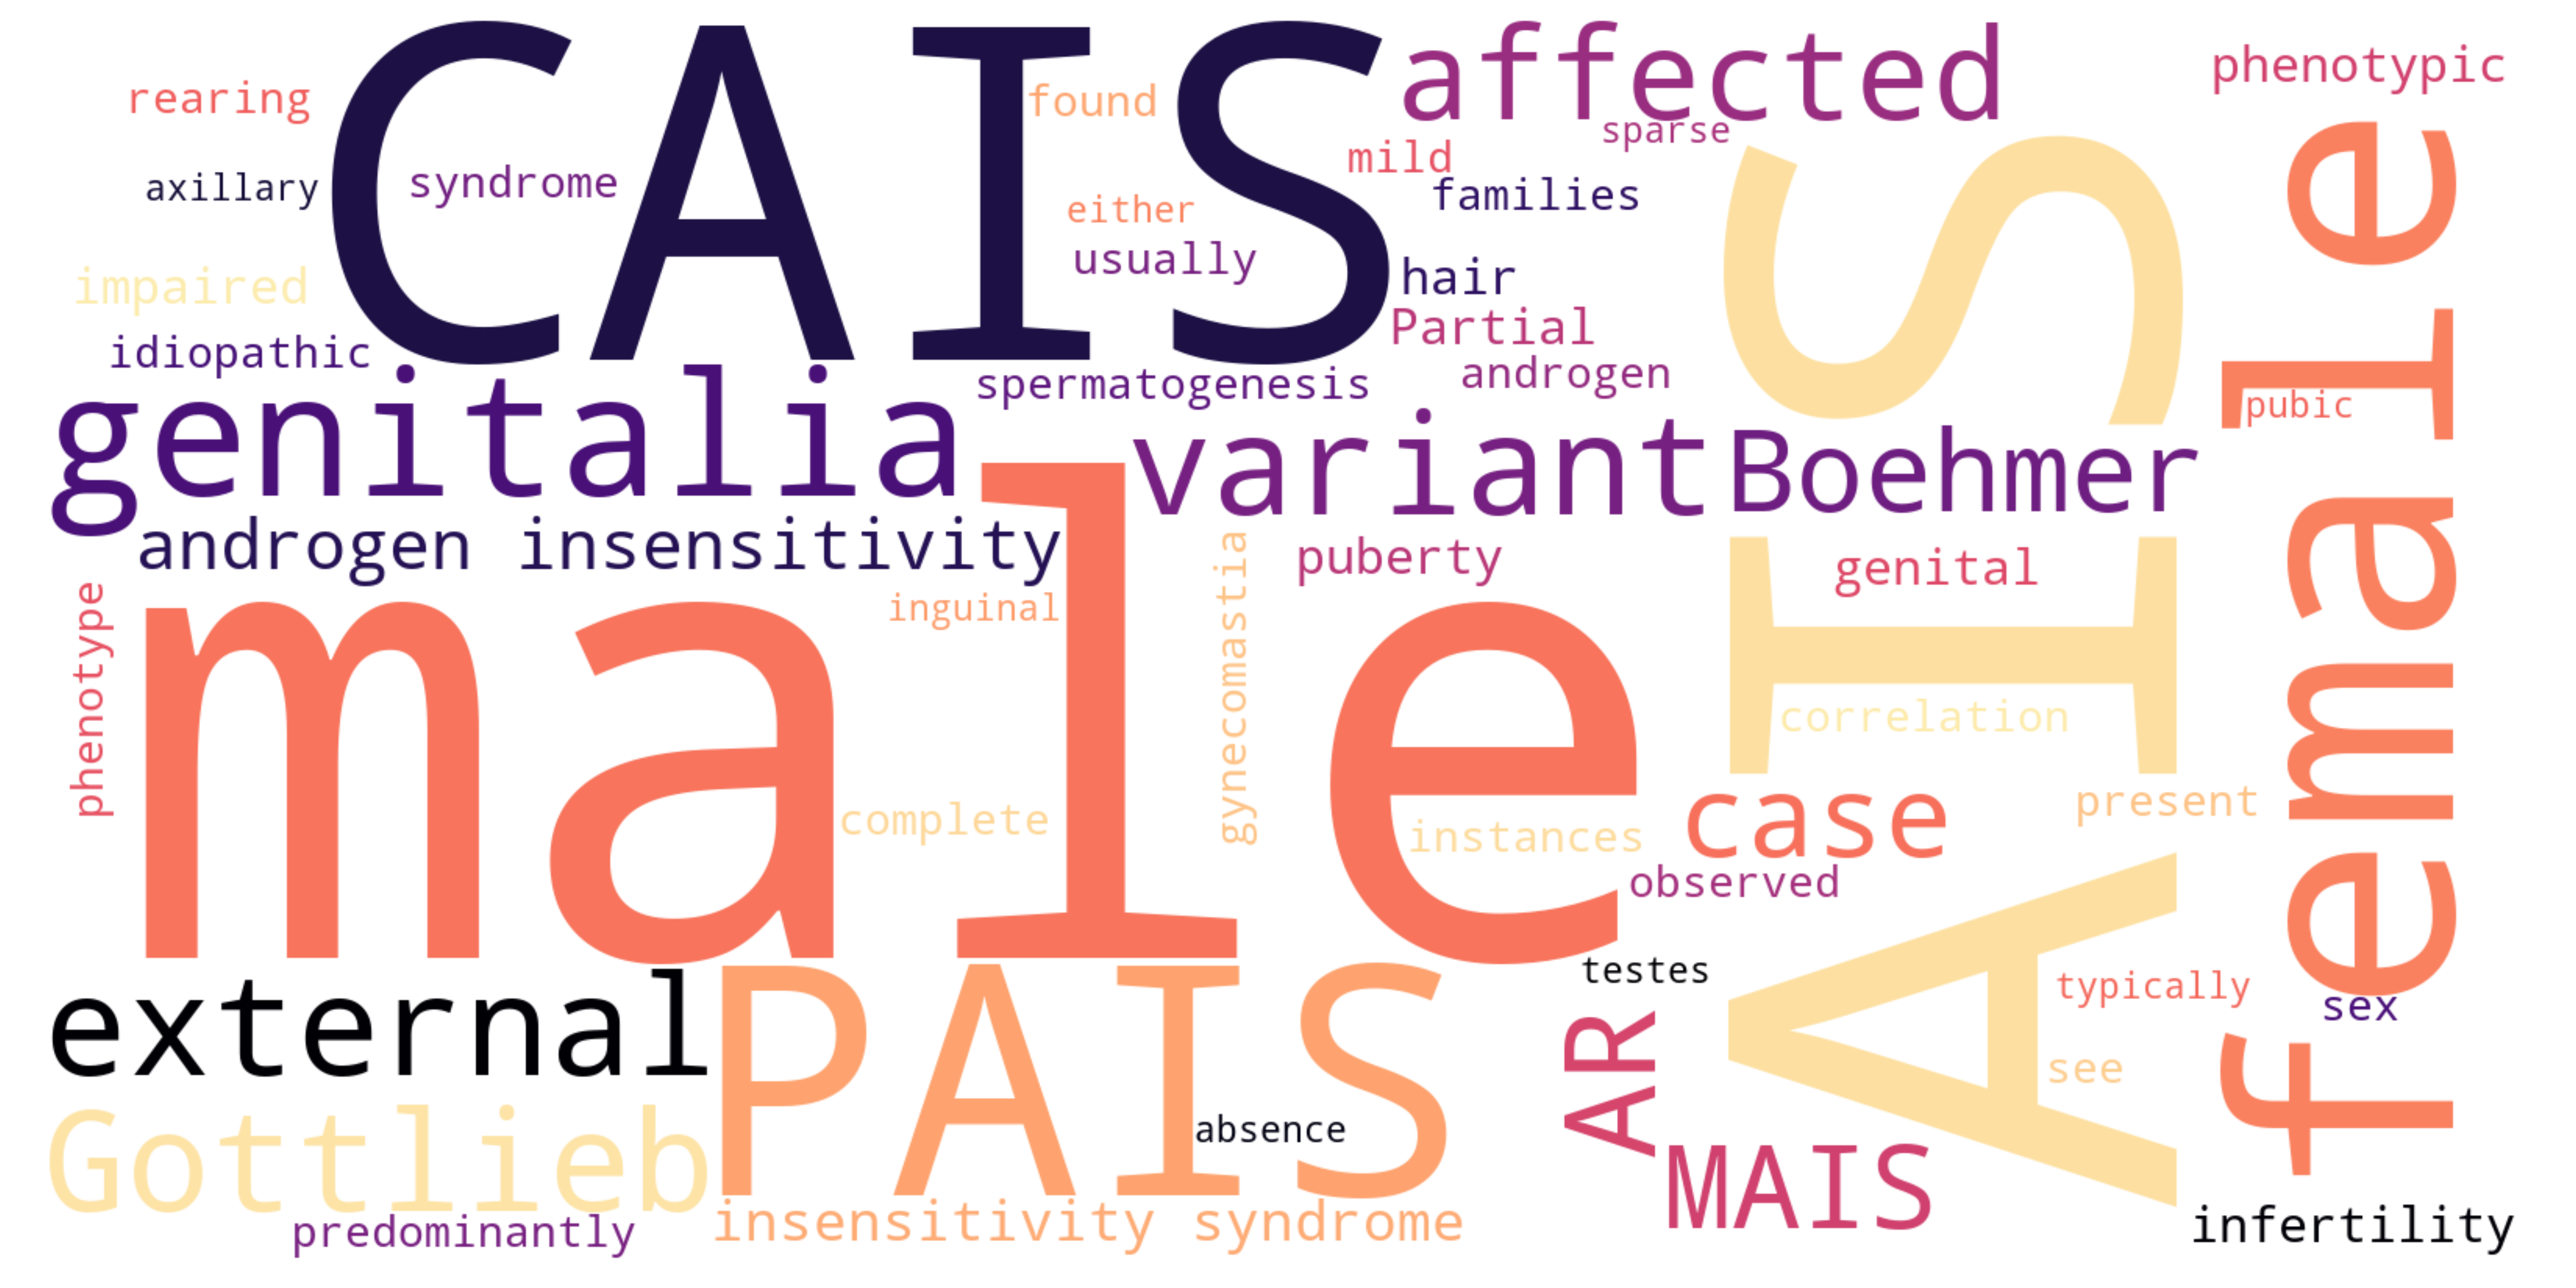 CAIS
affected
phenotypic
rearing
found
sparse
mild
axillary
syndrome
families
either
usually
impaired
hair
Partial
idiopathic
androgen
spermatogenesis
genitalia
pubic
variant
Boehmer
AIS
female
androgen insensitivity
puberty
genital
inguinal
phenotype
male
gynecomastia
correlation
complete
instances
case
present
observed
testes
typically
sex
external
PAIS
AR
see
absence
Gottlieb
MAIS
predominantly
insensitivity syndrome
infertility